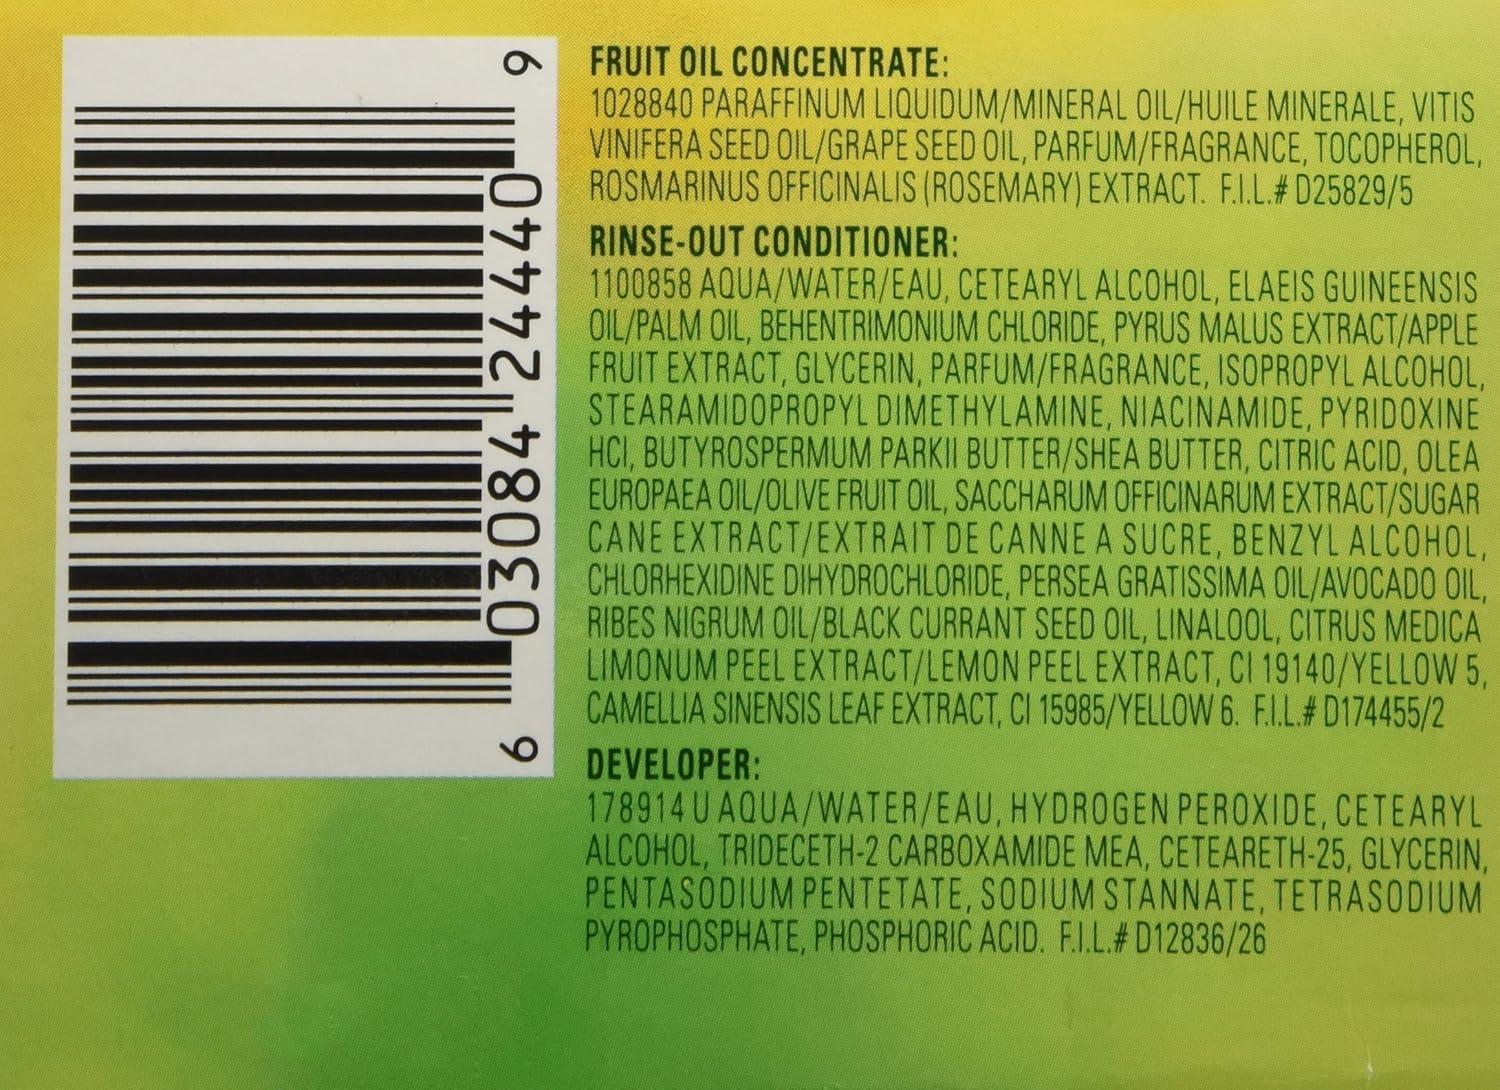 6 03084 24440 9
FRUIT OIL CONCENTRATE:
1028840 PARAFFINUM LIQUIDUM/MINERAL OIL/HUILE MINERALE, VITIS
VINIFERA SEED OIL/GRAPE SEED OIL, PARFUM/FRAGRANCE, TOCOPHEROL,
ROSMARINUS OFFICINALIS (ROSEMARY) EXTRACT. F.I.L.# D25829/5
RINSE-OUT CONDITIONER:
1100858 AQUA/WATER/EAU, CETEARYL ALCOHOL, ELAEIS GUINEENSIS
OIL/PALM OIL, BEHENTRIMONIUM CHLORIDE, PYRUS MALUS EXTRACT/APPLE
FRUIT EXTRACT, GLYCERIN, PARFUM/FRAGRANCE, ISOPROPYL ALCOHOL,
STEARAMIDOPROPYL DIMETHYLAMINE, NIACINAMIDE, PYRIDOXINE
HCI, BUTYROSPERMUM PARKII BUTTER/SHEA BUTTER, CITRIC ACID, OLEA
EUROPAEA OIL/OLIVE FRUIT OIL, SACCHARUM OFFICINARUM EXTRACT/SUGAR
CANE EXTRACT/EXTRAIT DE CANNE A SUCRE, BENZYL ALCOHOL,
CHLORHEXIDINE DIHYDROCHLORIDE, PERSEA GRATISSIMA OIL/AVOCADO OIL,
RIBES NIGRUM OIL/BLACK CURRANT SEED OIL, LINALOOL, CITRUS MEDICA
LIMONUM PEEL EXTRACT/LEMON PEEL EXTRACT, CI 19140/YELLOW 5,
CAMELLIA SINENSIS LEAF EXTRACT, CI 15985/YELLOW 6. F.I.L.# D174455/2
DEVELOPER:
178914 U AQUA/WATER/EAU, HYDROGEN PEROXIDE, CETEARYL
ALCOHOL, TRIDECETH-2 CARBOXAMIDE MEA, CETEARETH-25, GLYCERIN,
PENTASODIUM PENTETATE, SODIUM STANNATE, TETRASODIUM
PYROPHOSPHATE, PHOSPHORIC ACID. F.I.L.# D12836/26